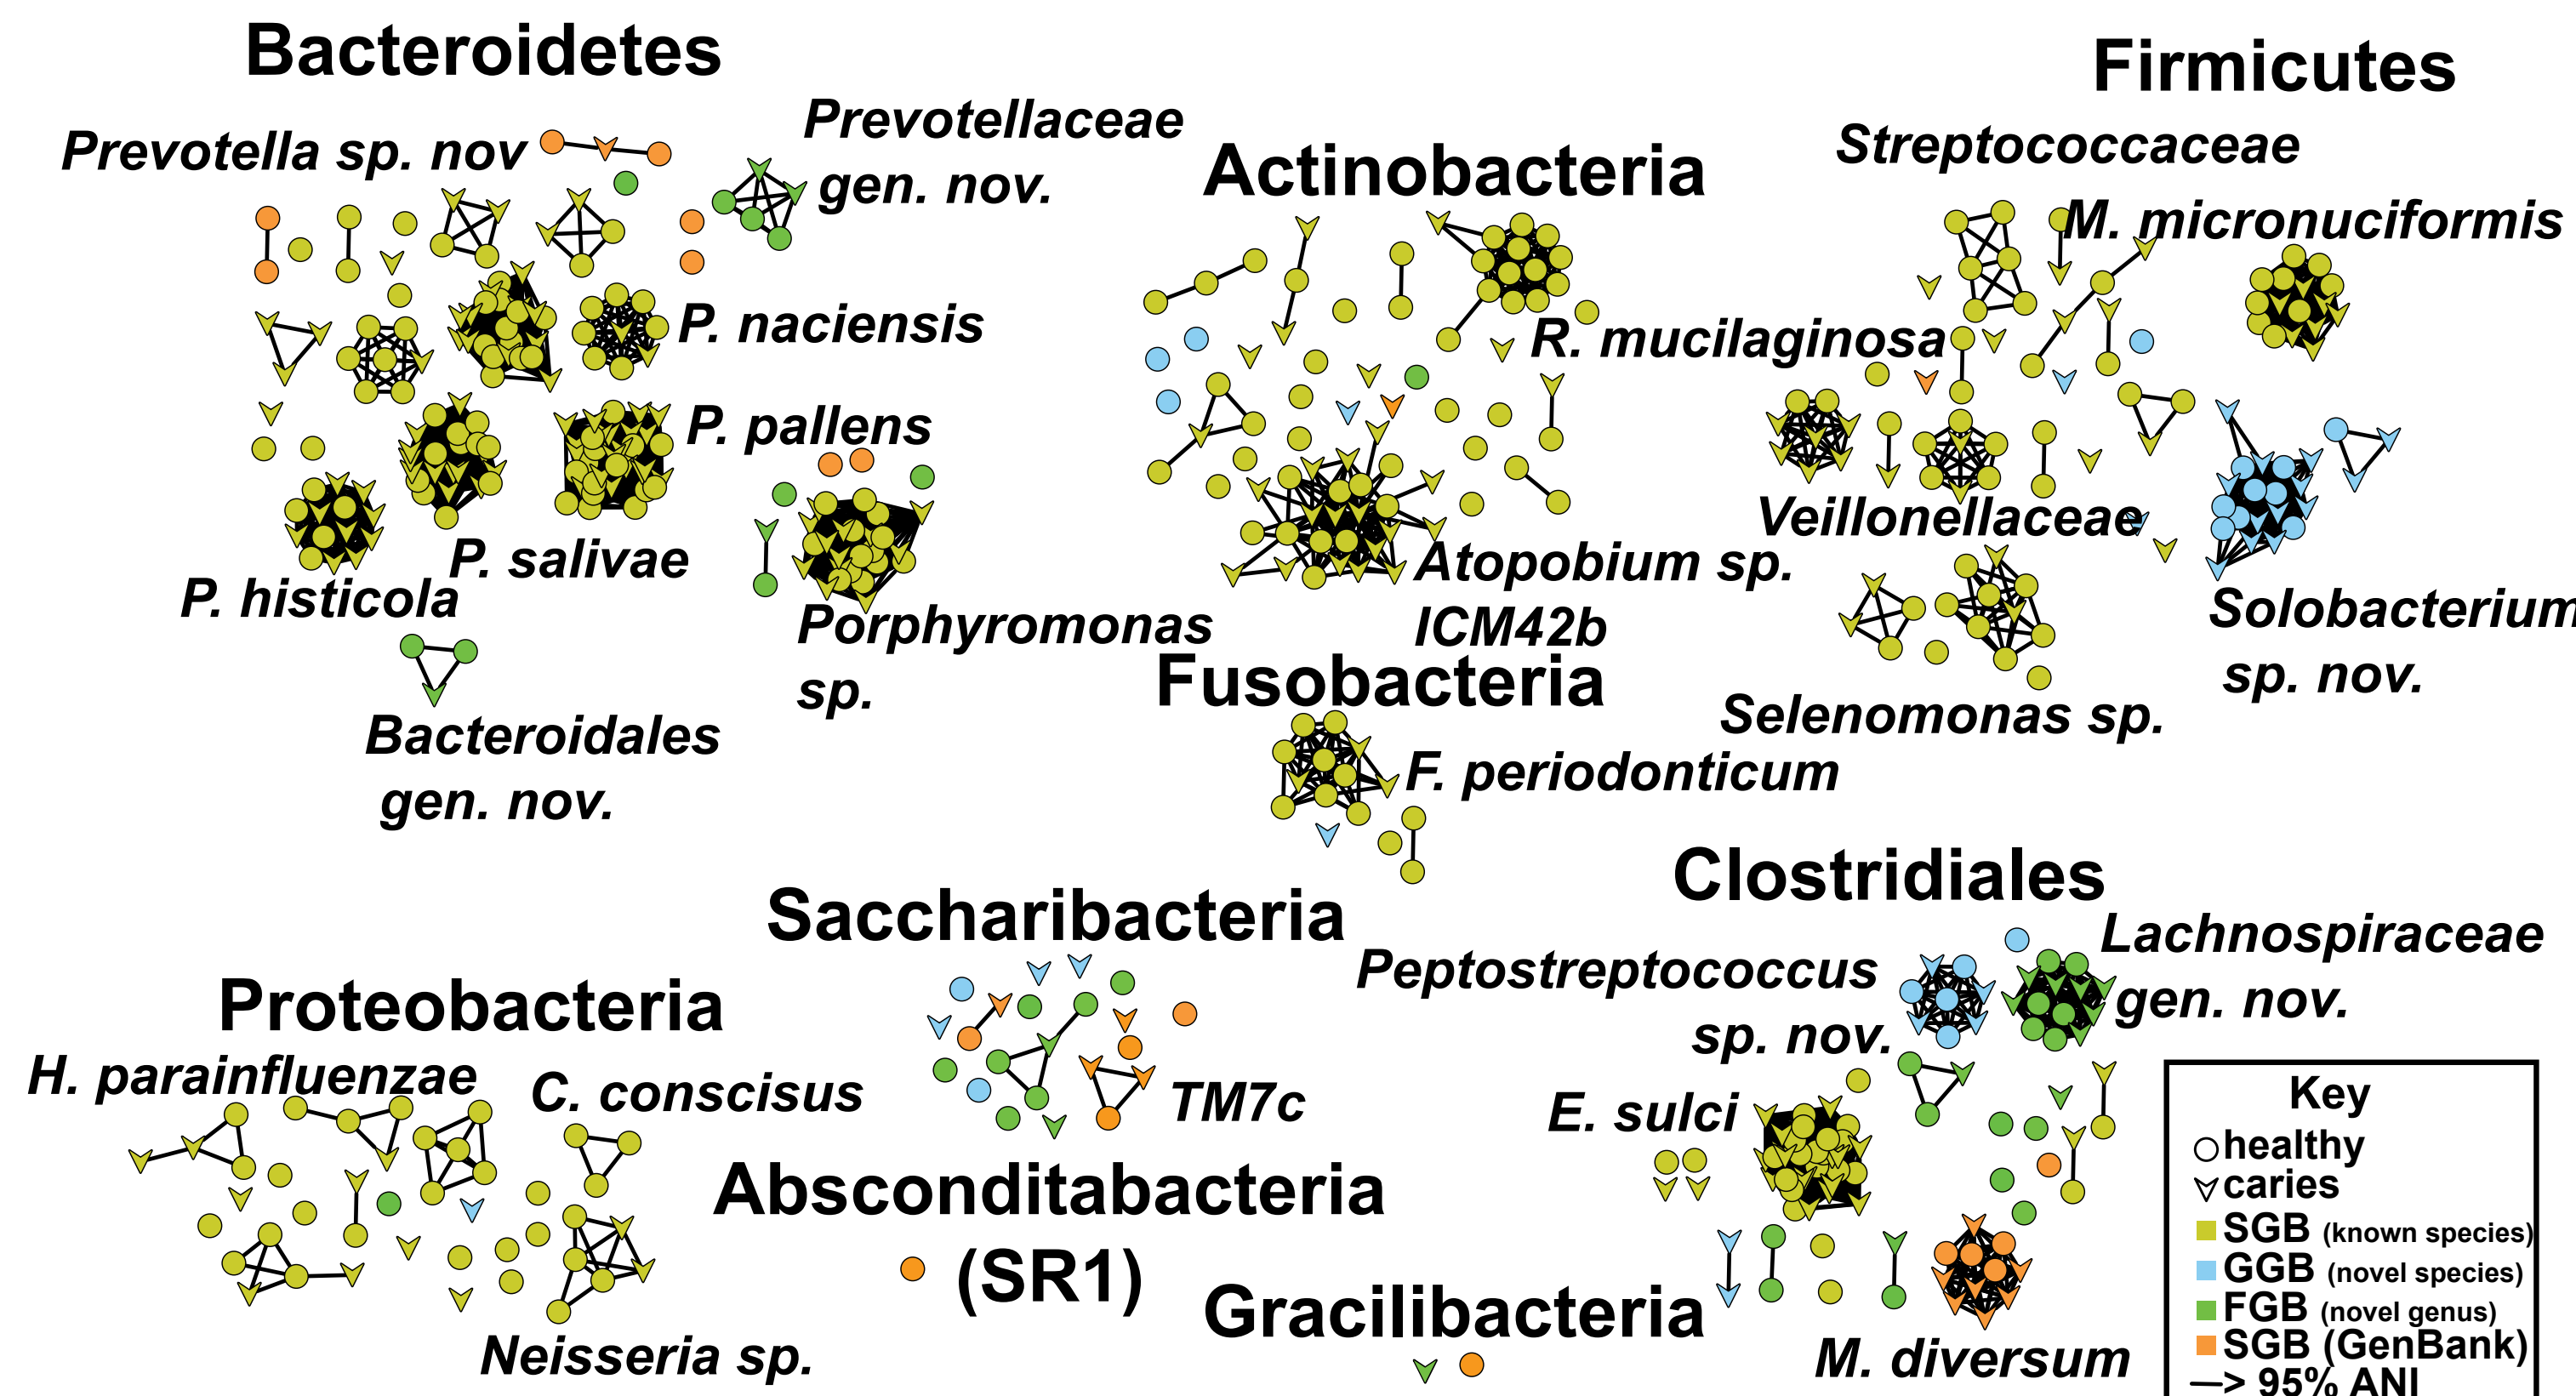 Bacteroidetes
Prevotella sp. nov
Prevotellaceae
gen. nov.
P. naciensis
P. pallens
P. salivae
P. histicola
Porphyromonas
sp.
Bacteroidales
gen. nov.
Actinobacteria
R. mucilaginosa
Atopobium sp.
ICM42b
Firmicutes
Streptococcaceae
M. micronuciformis
Veillonellaceae
Solobacterium
sp. nov.
Selenomonas sp.
Fusobacteria
F. periodonticum
Saccharibacteria
TM7c
Clostridiales
Peptostreptococcus
sp. nov.
Lachnospiraceae
gen. nov.
E. sulci
M. diversum
Proteobacteria
H. parainfluenzae
C. conscisus
Neisseria sp.
Absconditabacteria
(SR1)
Gracilibacteria
Key
healthy
caries
SGB (known species)
GGB (novel species)
FGB (novel genus)
SGB (GenBank)
> 95% ANI